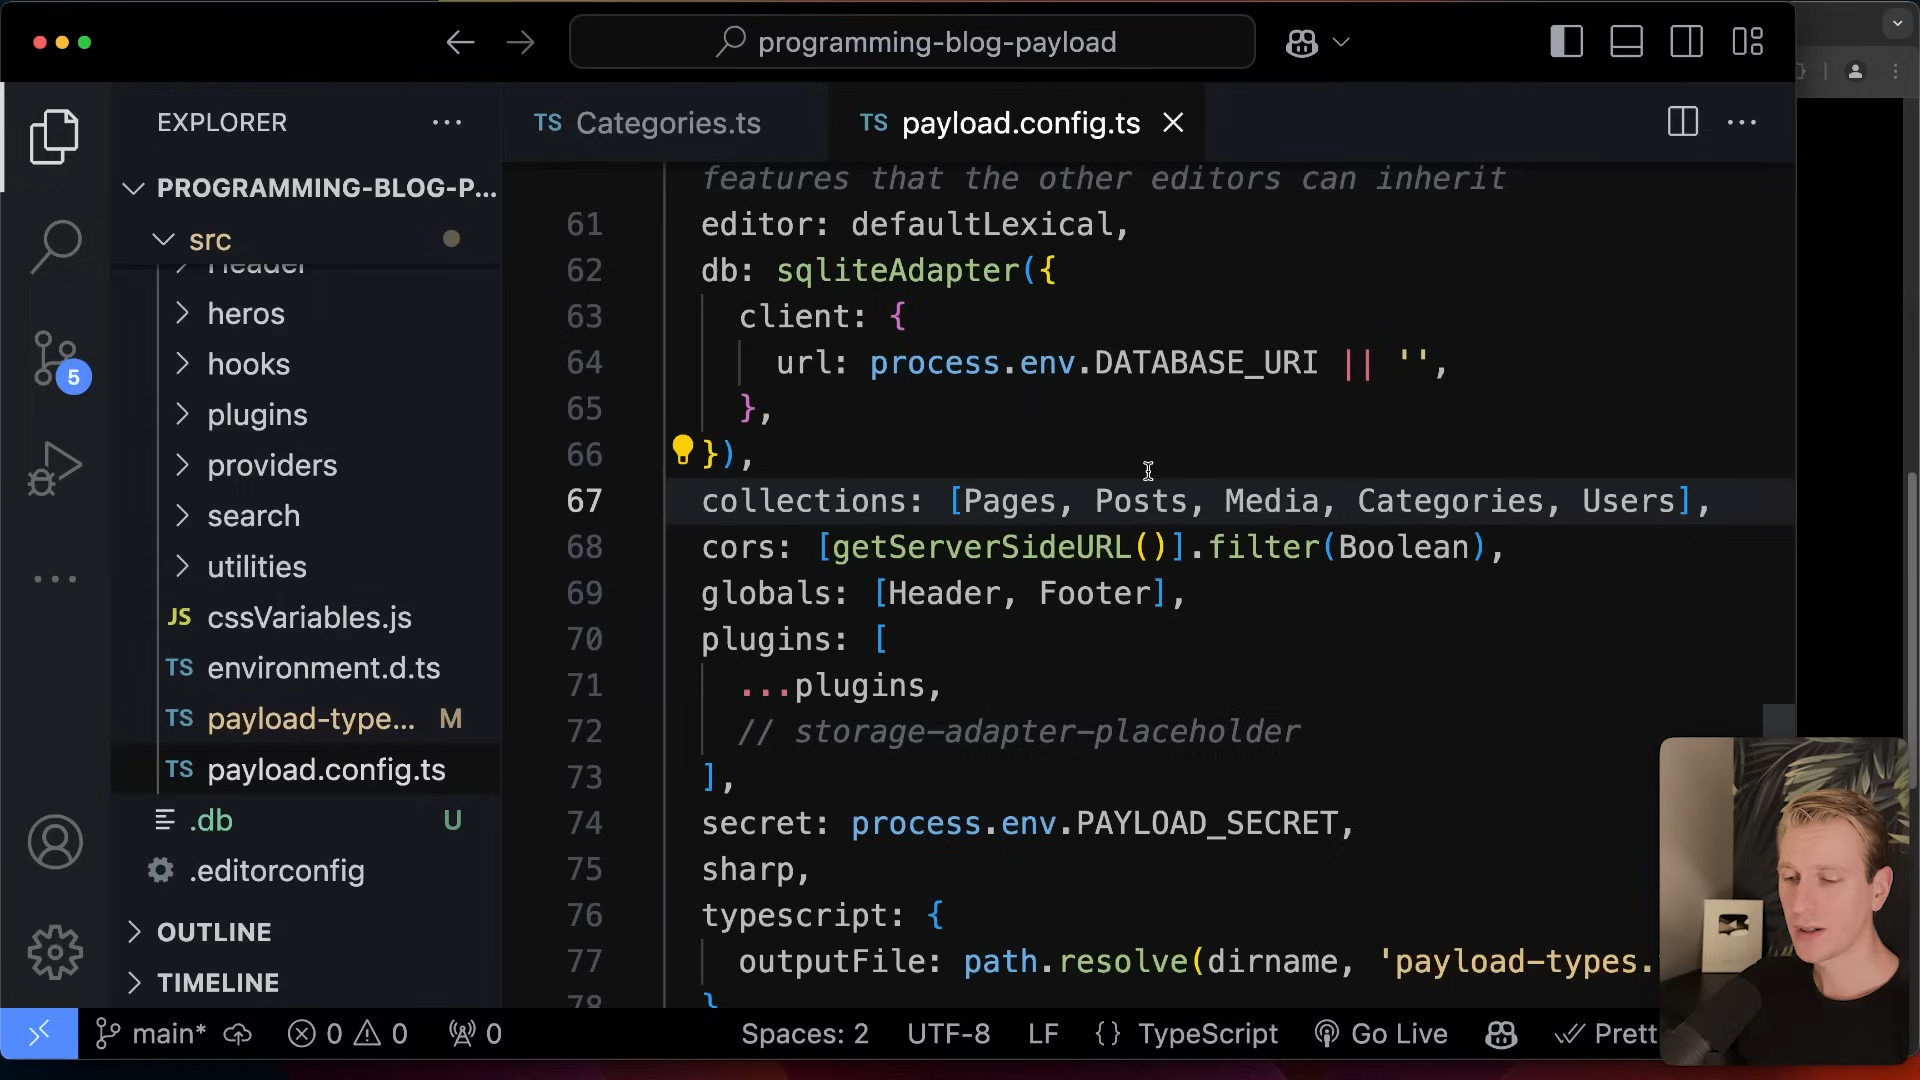 programming-blog-payload
EXPLORER
TS Categories.ts
TS payload.config.ts
PROGRAMMING-BLOG-P...
src
Header
heros
hooks
plugins
providers
search
utilities
JS cssVariables.js
TS environment.d.ts
TS payload-type... M
TS payload.config.ts
.db U
.editorconfig
OUTLINE
TIMELINE
5
features that the other editors can inherit
61 editor: defaultLexical,
62 db: sqliteAdapter({
63 client: {
64 url: process.env.DATABASE_URI || '',
65 },
66 }),
67 collections: [Pages, Posts, Media, Categories, Users],
68 cors: [getServerSideURL()].filter(Boolean),
69 globals: [Header, Footer],
70 plugins: [
71 ...plugins,
72 // storage-adapter-placeholder
73 ],
74 secret: process.env.PAYLOAD_SECRET,
75 sharp,
76 typescript: {
77 outputFile: path.resolve(dirname, 'payload-types.
78 }
main* 0 0 0 Spaces: 2 UTF-8 LF {} TypeScript Go Live Prett